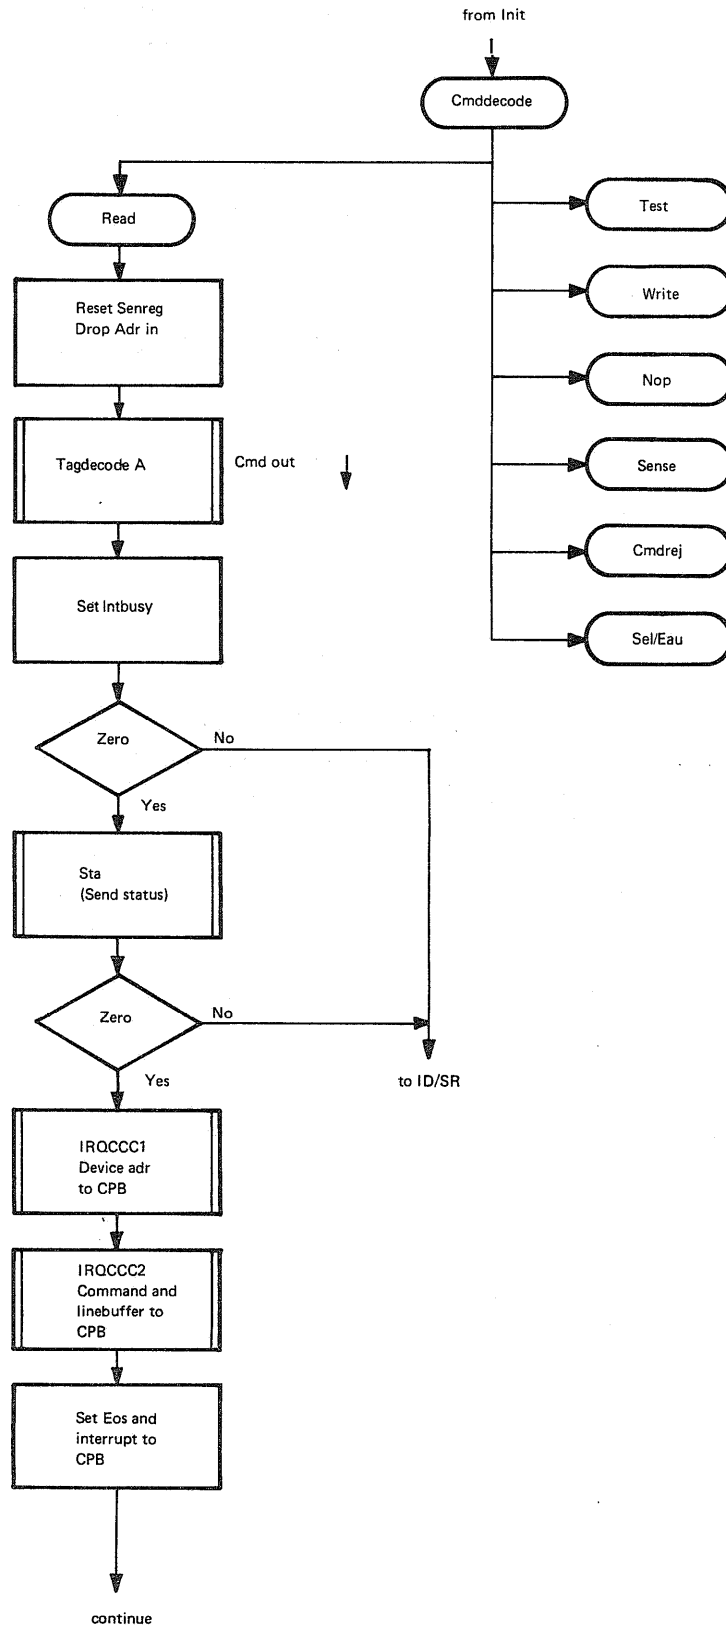 from Init
Cmddecode
Read
Test
Write
Nop
Sense
Cmdrej
Sel/Eau
Reset Senreg
Drop Adr in
Tagdecode A
Cmd out
Set Intbusy
Zero
No
Yes
Sta
(Send status)
Zero
No
Yes
to ID/SR
IRQCCC1
Device adr
to CPB
IRQCCC2
Command and
linebuffer to
CPB
Set Eos and
interrupt to
CPB
continue